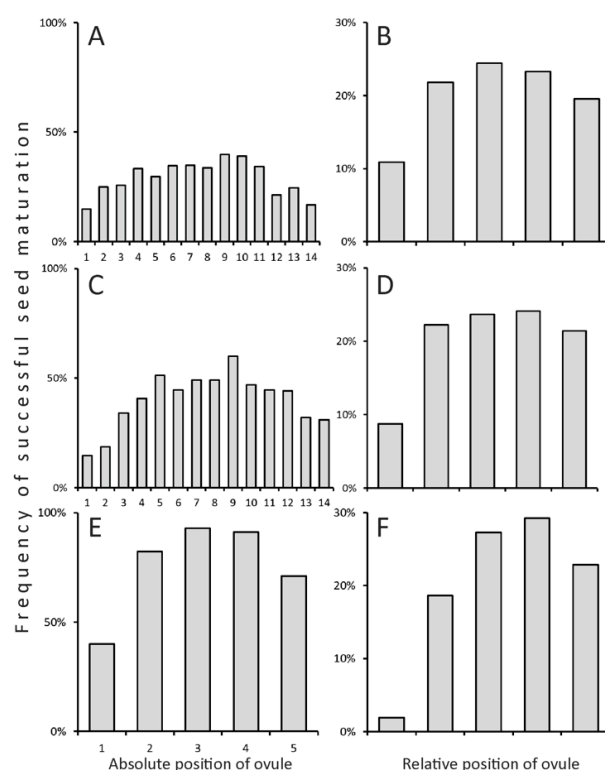 Frequency of successful seed maturation
A
100%
50%
0%
1 2 3 4 5 6 7 8 9 10 11 12 13 14
B
30%
20%
10%
0%
C
100%
50%
0%
1 2 3 4 5 6 7 8 9 10 11 12 13 14
D
30%
20%
10%
0%
E
100%
50%
0%
1 2 3 4 5
Absolute position of ovule
F
30%
20%
10%
0%
Relative position of ovule